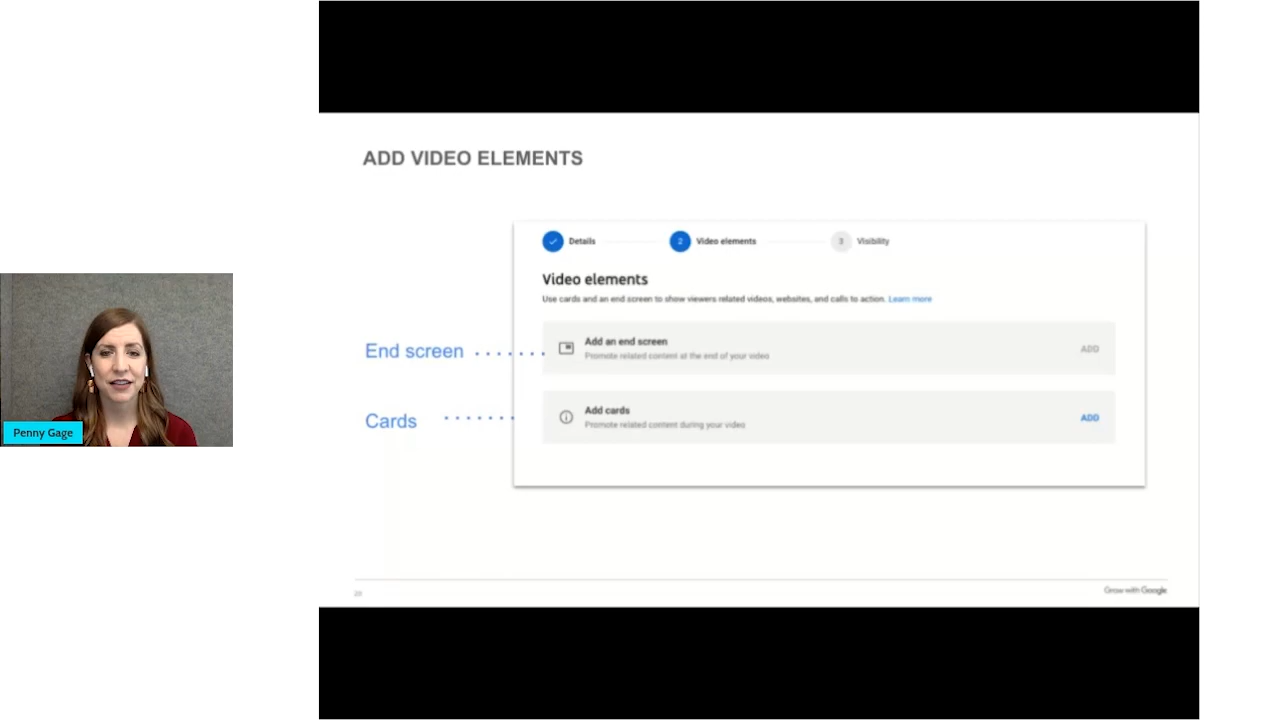 ADD VIDEO ELEMENTS
Details
2 Video elements
3 Visibility
Video elements
Use cards and an end screen to show viewers related videos, websites, and calls to action. Learn more
End screen
Add an end screen
Promote related content at the end of your video
ADD
Cards
Add cards
Promote related content during your video
ADD
Penny Gage
Grow with Google